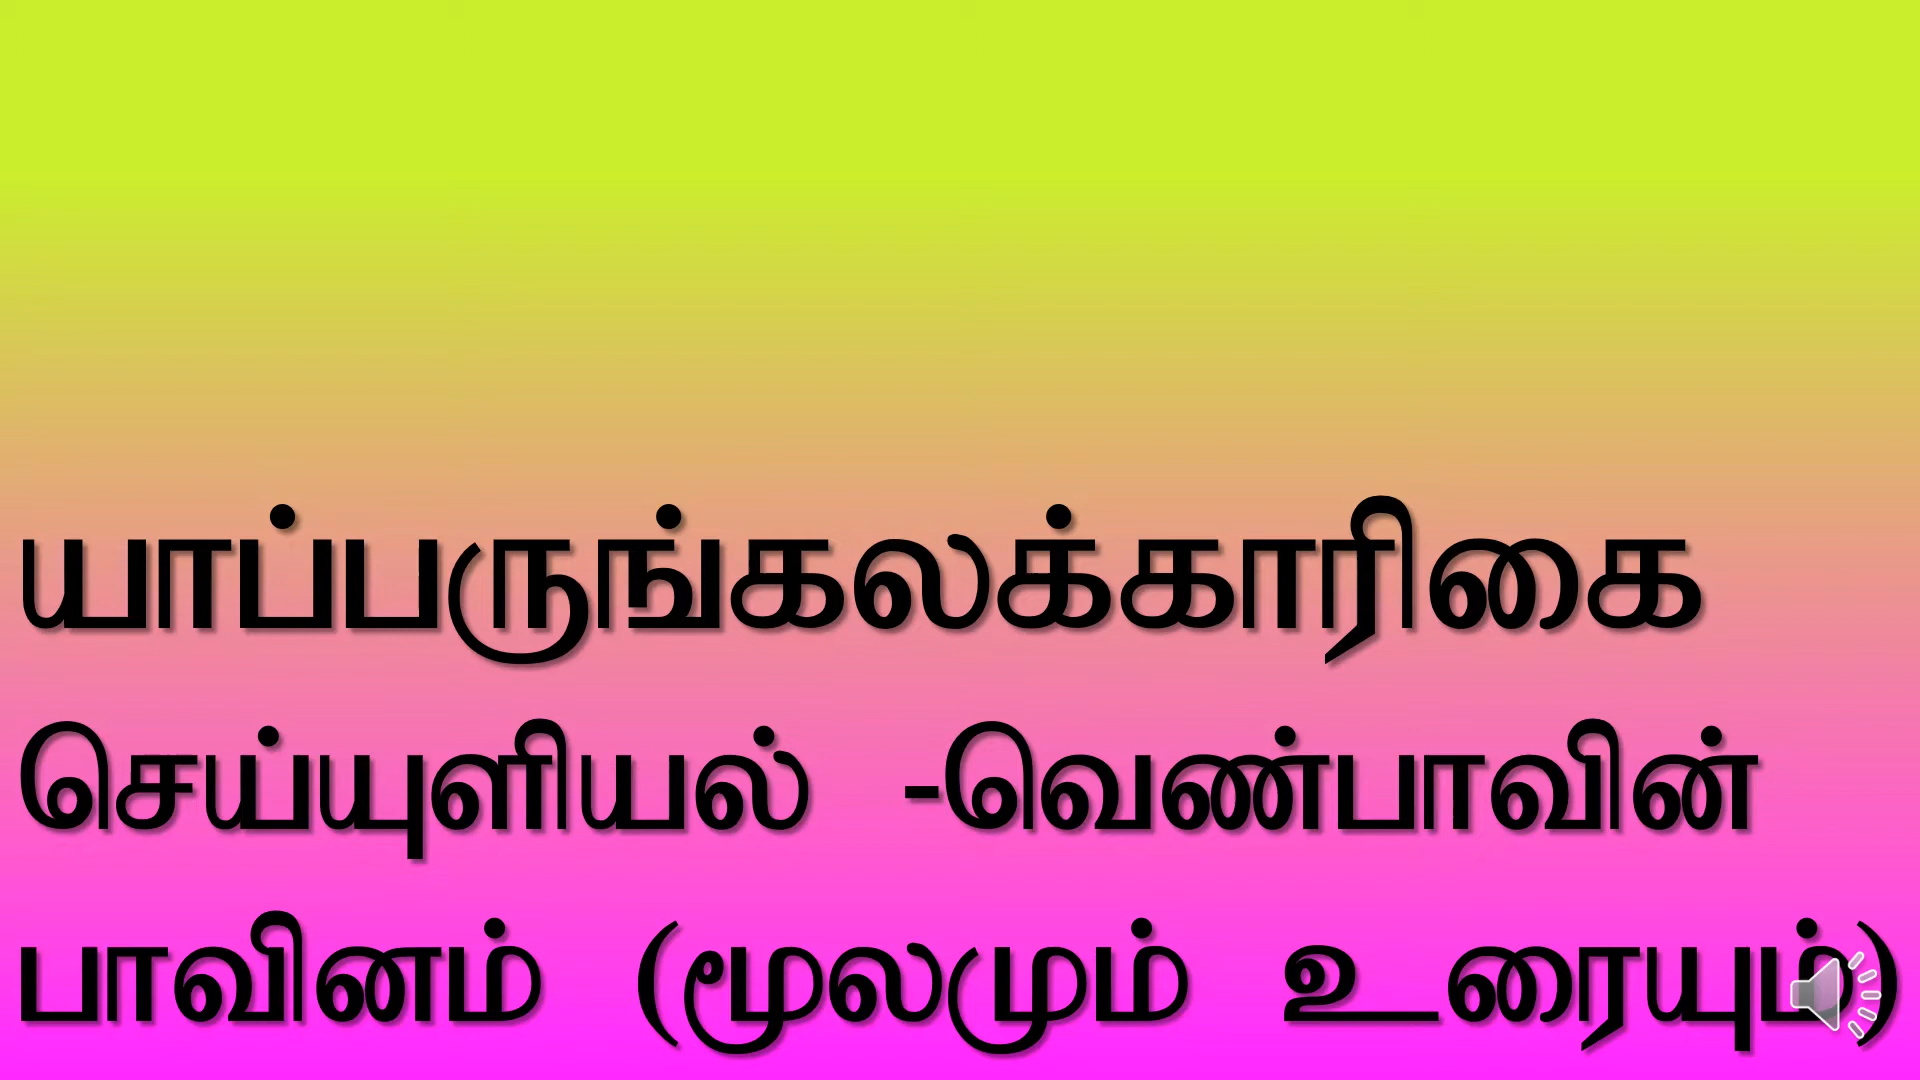 யாப்பருங்கலக்காரிகை
செய்யுளியல் -வெண்பாவின்
பாவினம் (மூலமும் உரையும்)